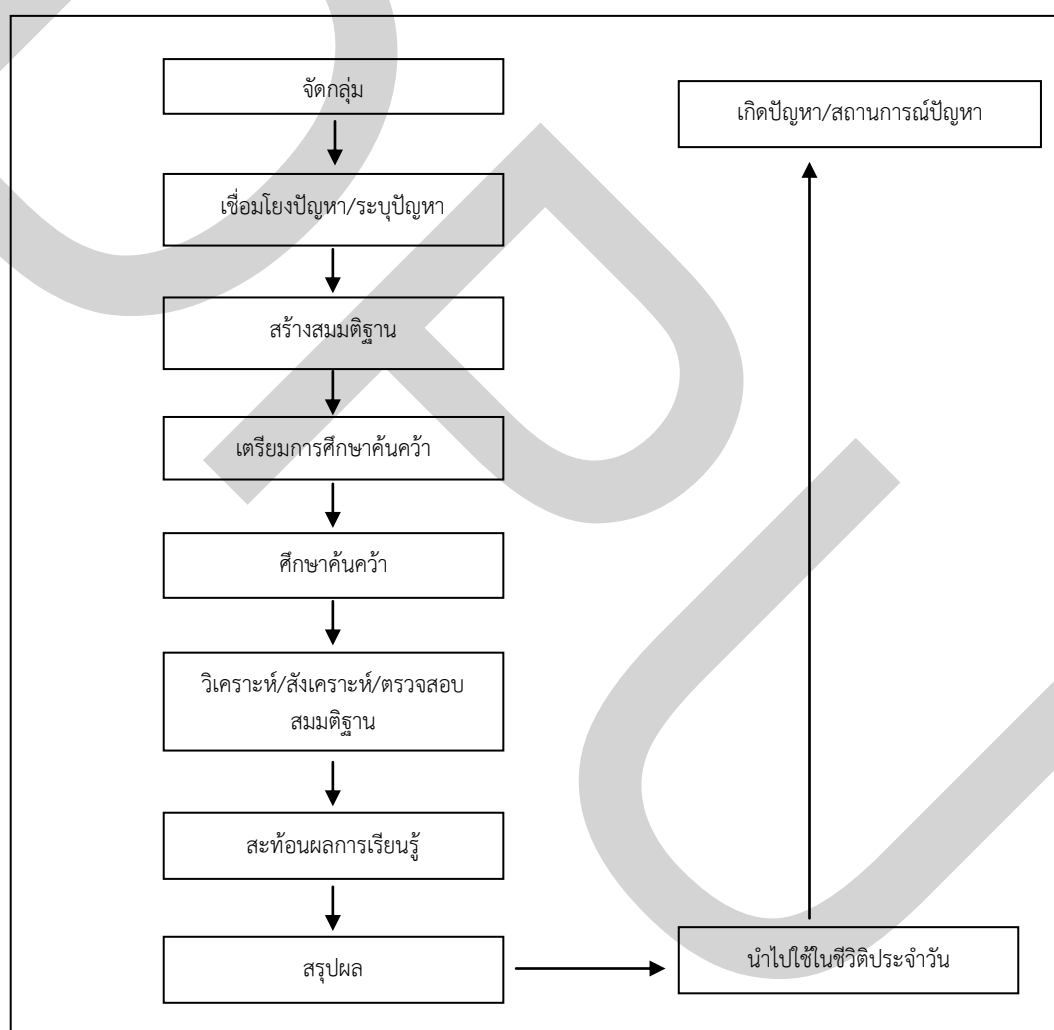 จัดกลุ่ม
เชื่อมโยงปัญหา/ระบุปัญหา
สร้างสมมติฐาน
เตรียมการศึกษาค้นคว้า
ศึกษาค้นคว้า
วิเคราะห์/สังเคราะห์/ตรวจสอบ
สมมติฐาน
สะท้อนผลการเรียนรู้
สรุปผล
เกิดปัญหา/สถานการณ์ปัญหา
นำไปใช้ในชีวิติประจำวัน